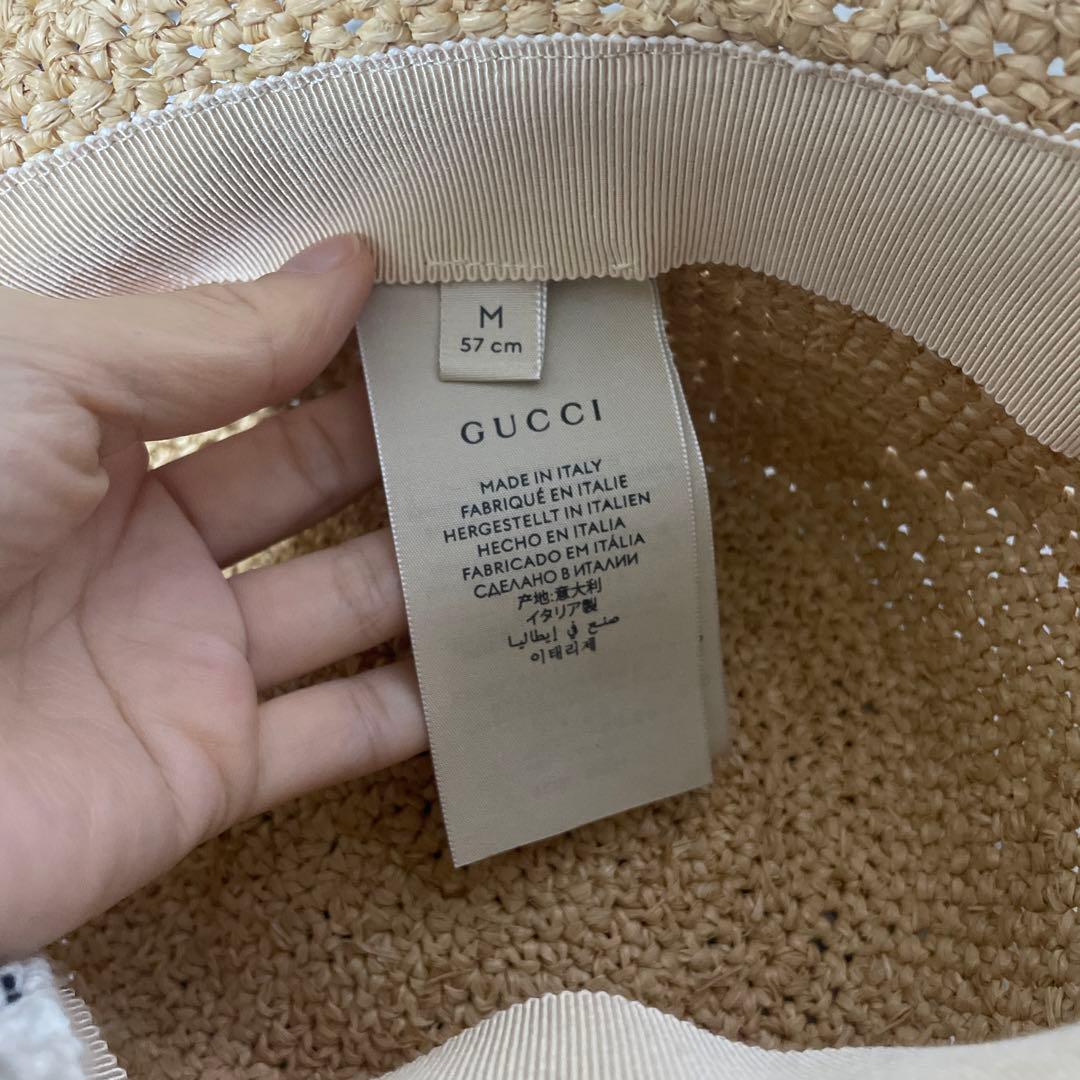 M
57 cm
GUCCI
MADE IN ITALY
FABRIQUÉ EN ITALIE
HERGESTELLT IN ITALIEN
HECHO EN ITALIA
FABRICADO EM ITÁLIA
СДЕЛАНО В ИТАЛИИ
产地:意大利
イタリア製
صنع في إيطاليا
이태리제